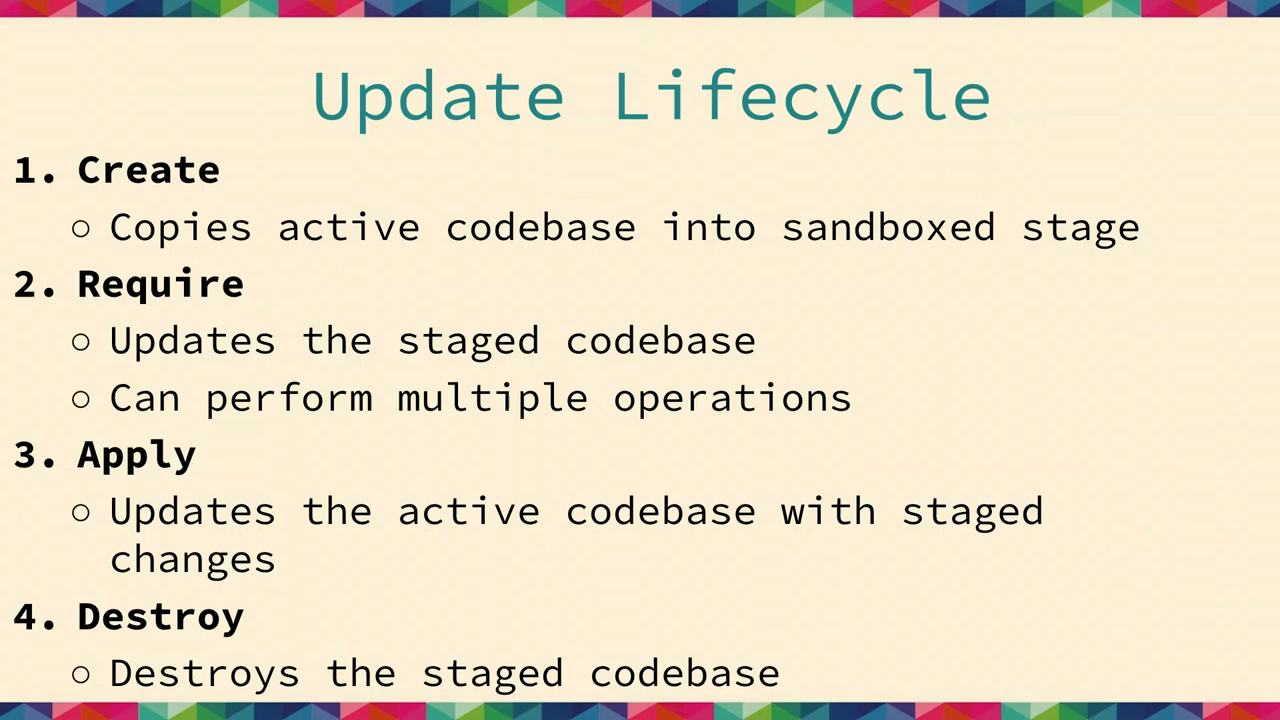 Update Lifecycle
1. Create
○ Copies active codebase into sandboxed stage
2. Require
○ Updates the staged codebase
○ Can perform multiple operations
3. Apply
○ Updates the active codebase with staged
changes
4. Destroy
○ Destroys the staged codebase